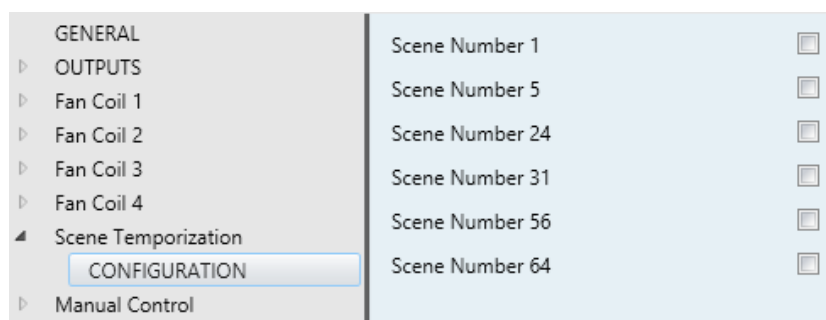 GENERAL
OUTPUTS
Fan Coil 1
Fan Coil 2
Fan Coil 3
Fan Coil 4
Scene Temporization
CONFIGURATION
Manual Control
Scene Number 1
Scene Number 5
Scene Number 24
Scene Number 31
Scene Number 56
Scene Number 64